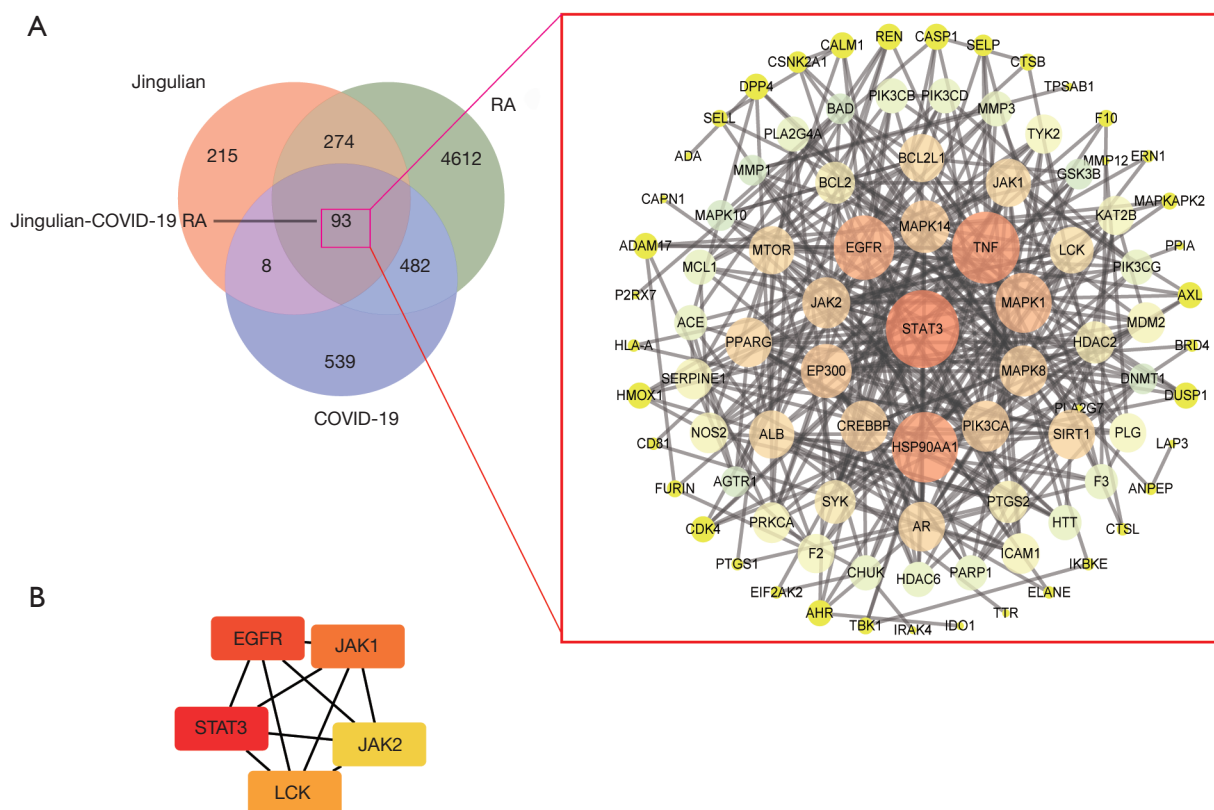 A
Jingulian
RA
215
274
4612
Jingulian-COVID-19 RA
93
8
482
539
COVID-19
REN
CASP1
CALM1
SELP
CSNK2A1
CTSB
DPP4
PIK3CB
PIK3CD
TPSAB1
BAD
MMP3
SELL
F10
PLA2G4A
TYK2
ADA
BCL2L1
MMP12
ERN1
MMP1
GSK3B
CAPN1
BCL2
JAK1
KAT2B
MAPKAPK2
MAPK10
MAPK14
ADAM17
MTOR
EGFR
TNF
LCK
PPIA
MCL1
PIK3CG
P2RX7
JAK2
MAPK1
AXL
ACE
STAT3
MDM2
HLA-A
PPARG
HDAC2
BRD4
SERPINE1
EP300
MAPK8
DNMT1
HMOX1
DUSP1
PLA2G7
NOS2
ALB
CREBBP
PIK3CA
SIRT1
PLG
CD81
HSP90AA1
LAP3
FURIN
AGTR1
F3
ANPEP
SYK
PTGS2
CDK4
PRKCA
AR
HTT
CTSL
F2
ICAM1
PTGS1
CHUK
HDAC6
PARP1
IKBKE
EIF2AK2
ELANE
AHR
TTR
TBK1
IRAK4
IDO1
B
EGFR
JAK1
STAT3
JAK2
LCK